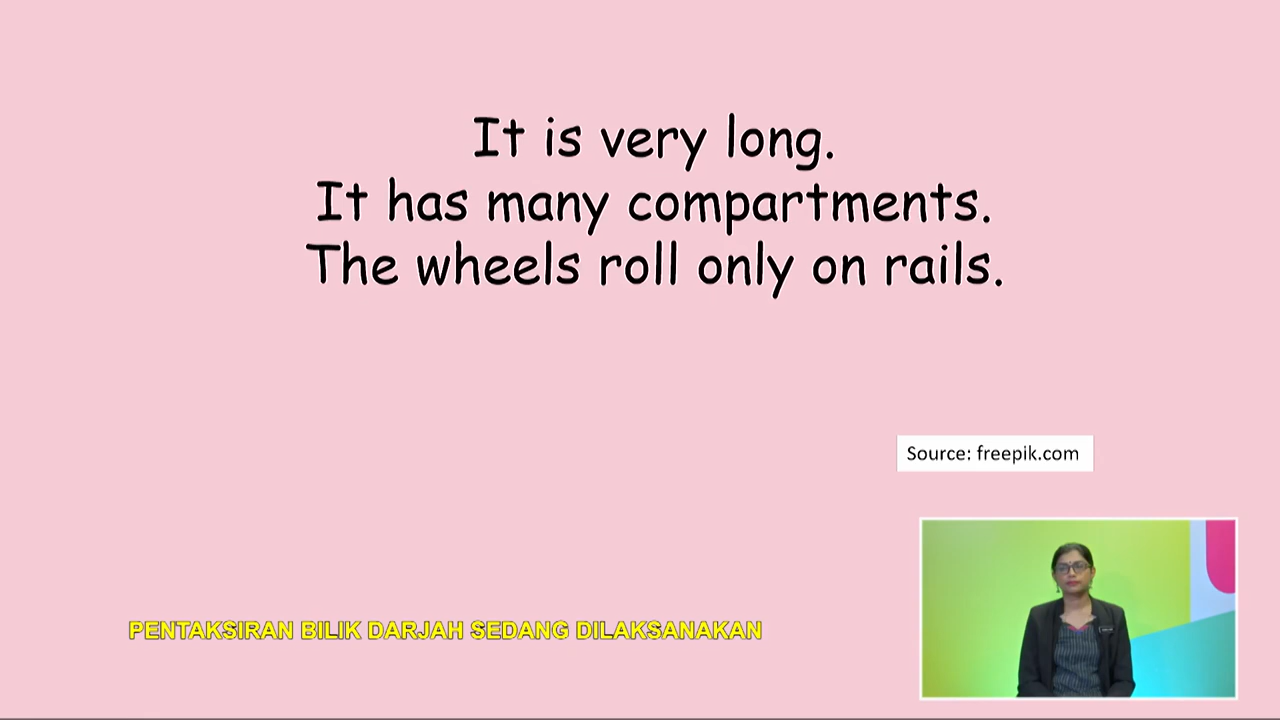 It is very long.
It has many compartments.
The wheels roll only on rails.
Source: freepik.com
PENTAKSIRAN BILIK DARJAH SEDANG DILAKSANAKAN